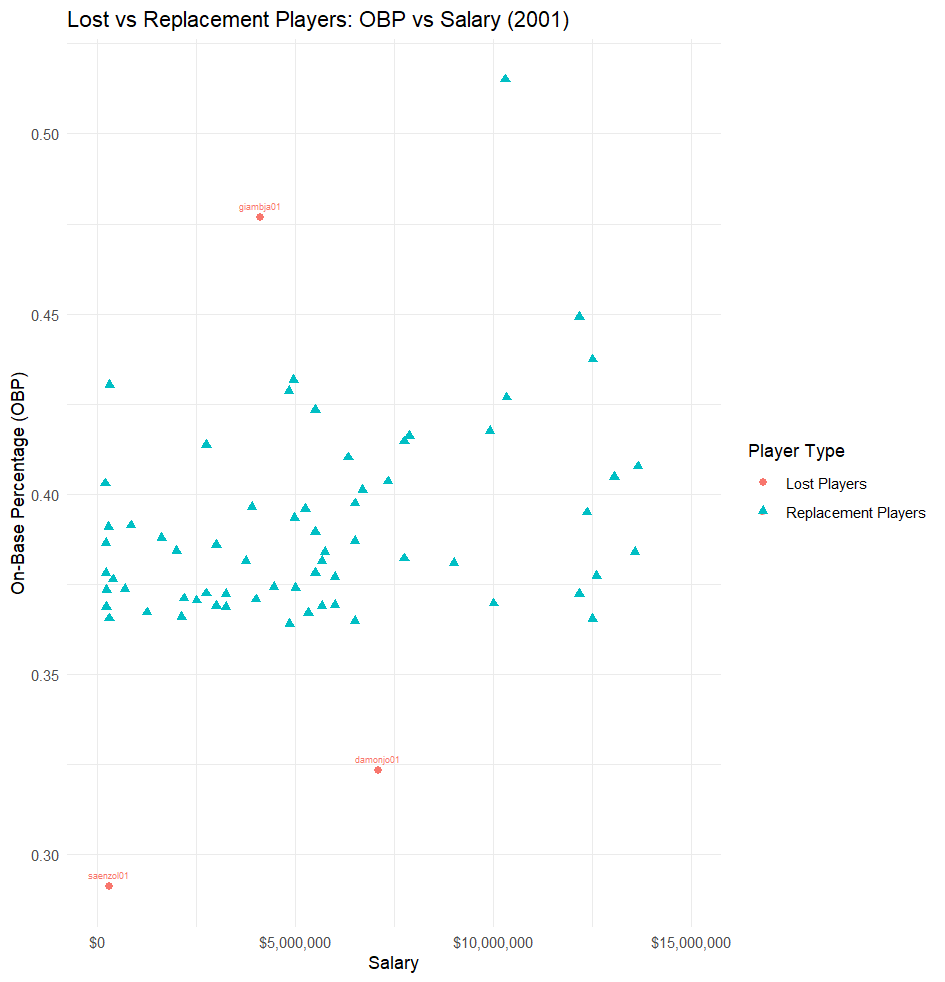 Lost vs Replacement Players: OBP vs Salary (2001)
On-Base Percentage (OBP)
0.50
0.45
0.40
0.35
0.30
giambja01
damonjo01
saenzol01
$0 $5,000,000 $10,000,000 $15,000,000
Salary
Player Type
Lost Players
Replacement Players